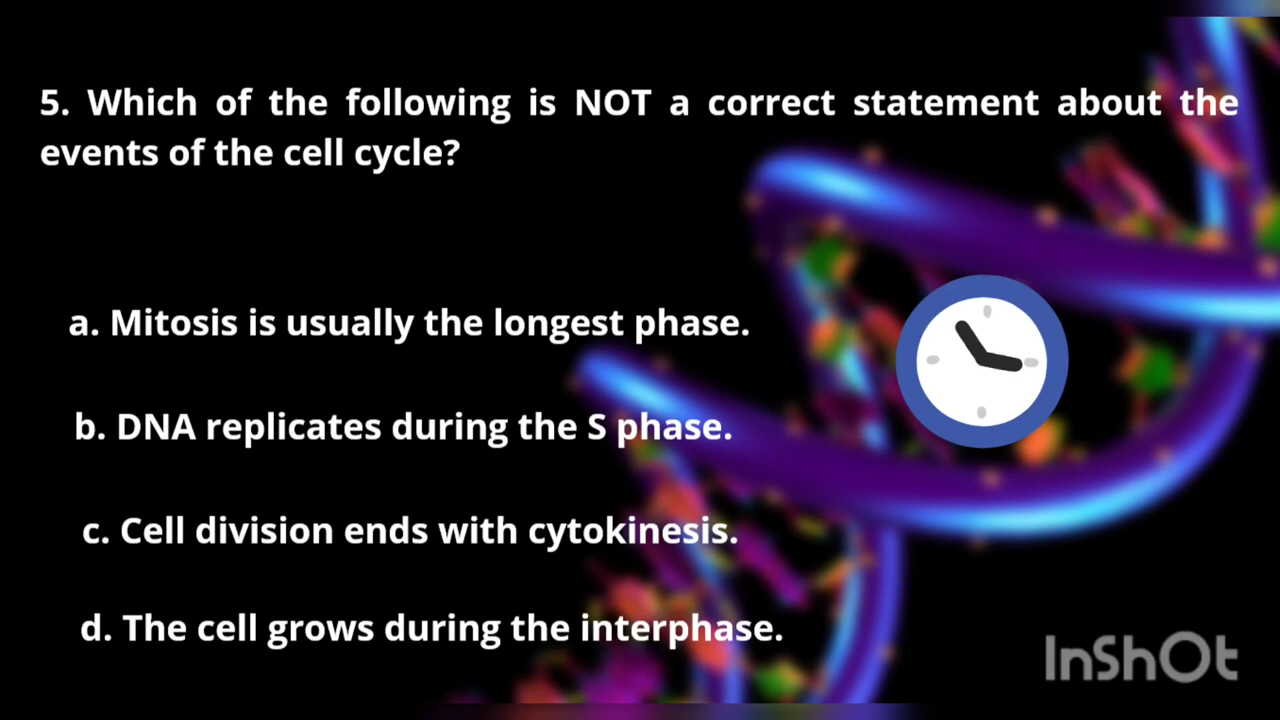 5. Which of the following is NOT a correct statement about the
events of the cell cycle?
a. Mitosis is usually the longest phase.
b. DNA replicates during the S phase.
c. Cell division ends with cytokinesis.
d. The cell grows during the interphase.
InShOt